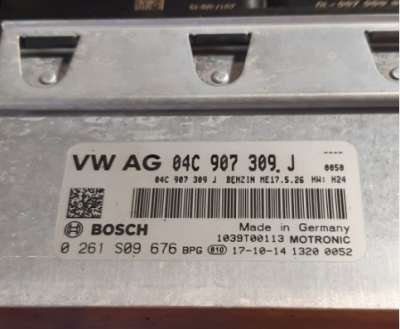 VW AG 04C 907 309. J 0050
04C 907 309 J BENZIN ME17.5.26 HW: H24
BOSCH Made in Germany
1039T00113 MOTRONIC
0 261 S09 676 BPG 810 17-10-14 1320 0052